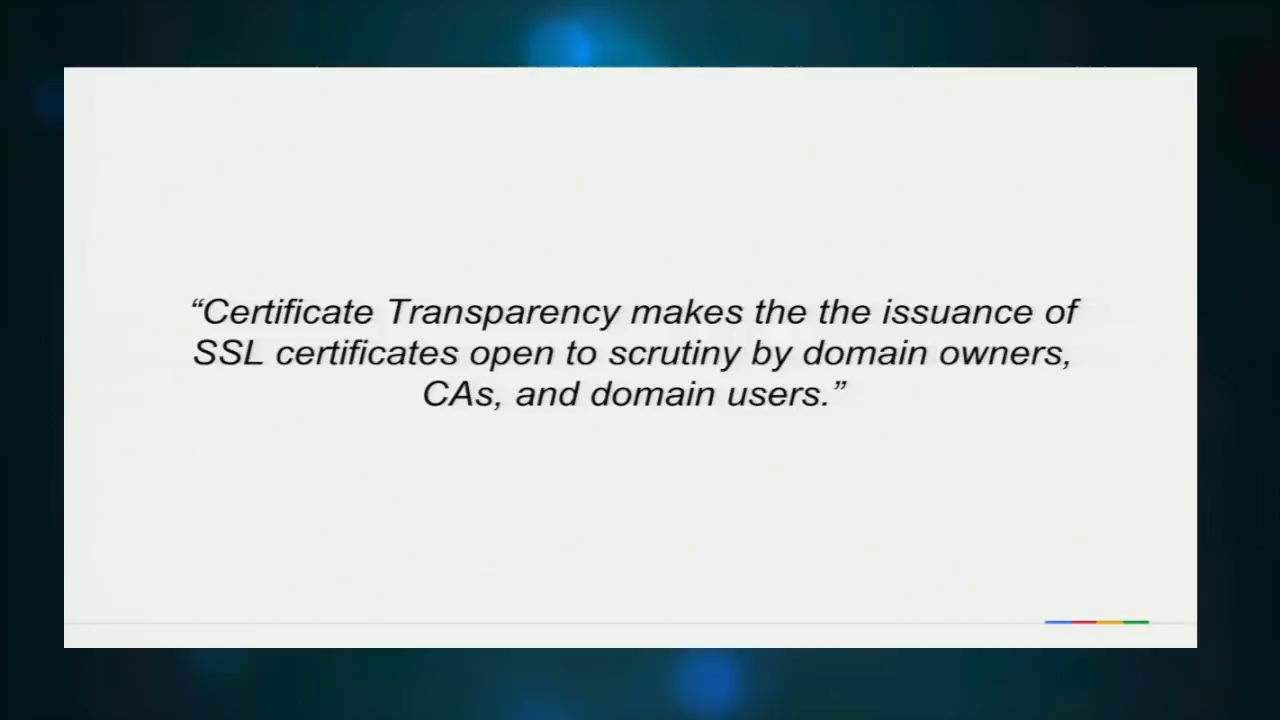 “Certificate Transparency makes the the issuance of
SSL certificates open to scrutiny by domain owners,
CAs, and domain users.”